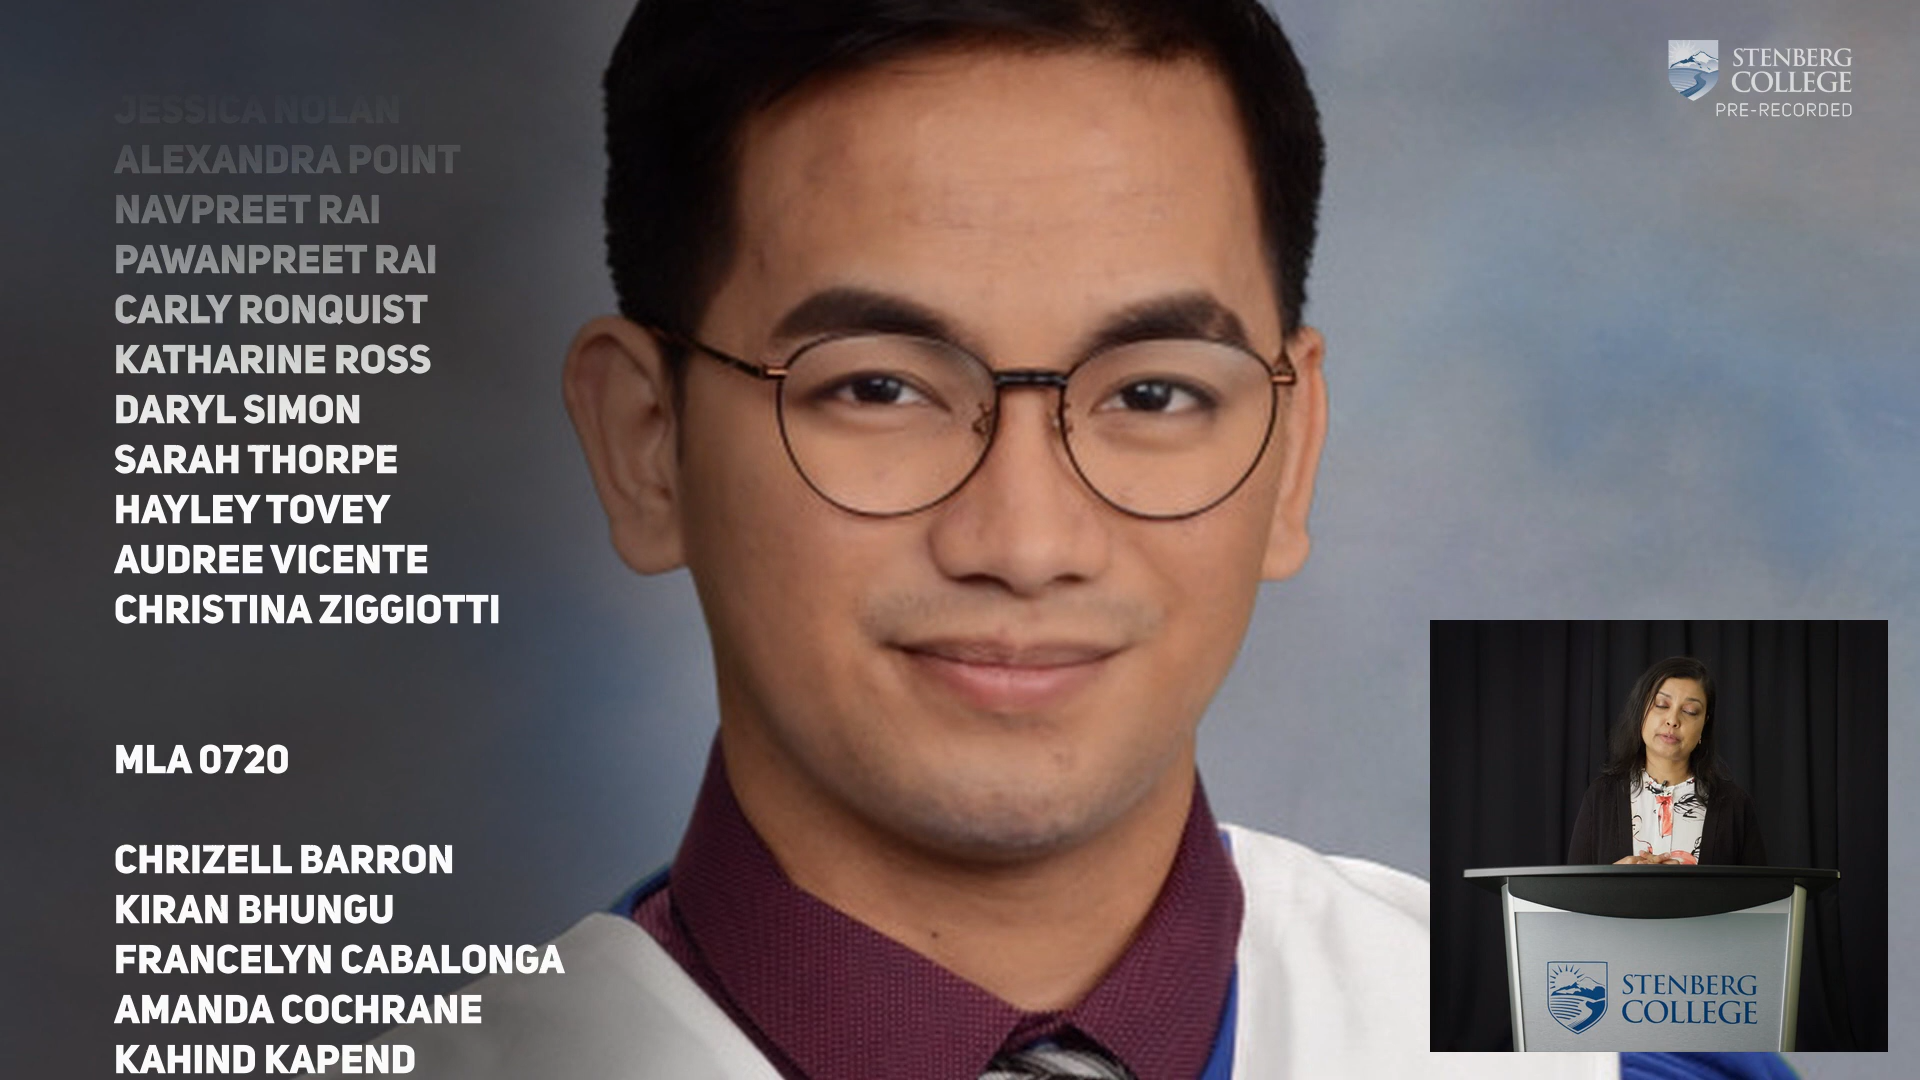 JESSICA NOLAN
ALEXANDRA POINT
NAVPREET RAI
PAWANPREET RAI
CARLY RONQUIST
KATHARINE ROSS
DARYL SIMON
SARAH THORPE
HAYLEY TOVEY
AUDREE VICENTE
CHRISTINA ZIGGIOTTI
MLA 0720
CHRIZELL BARRON
KIRAN BHUNGU
FRANCELYN CABALONGA
AMANDA COCHRANE
KAHIND KAPEND
STENBERG
COLLEGE
PRE-RECORDED
STENBERG
COLLEGE